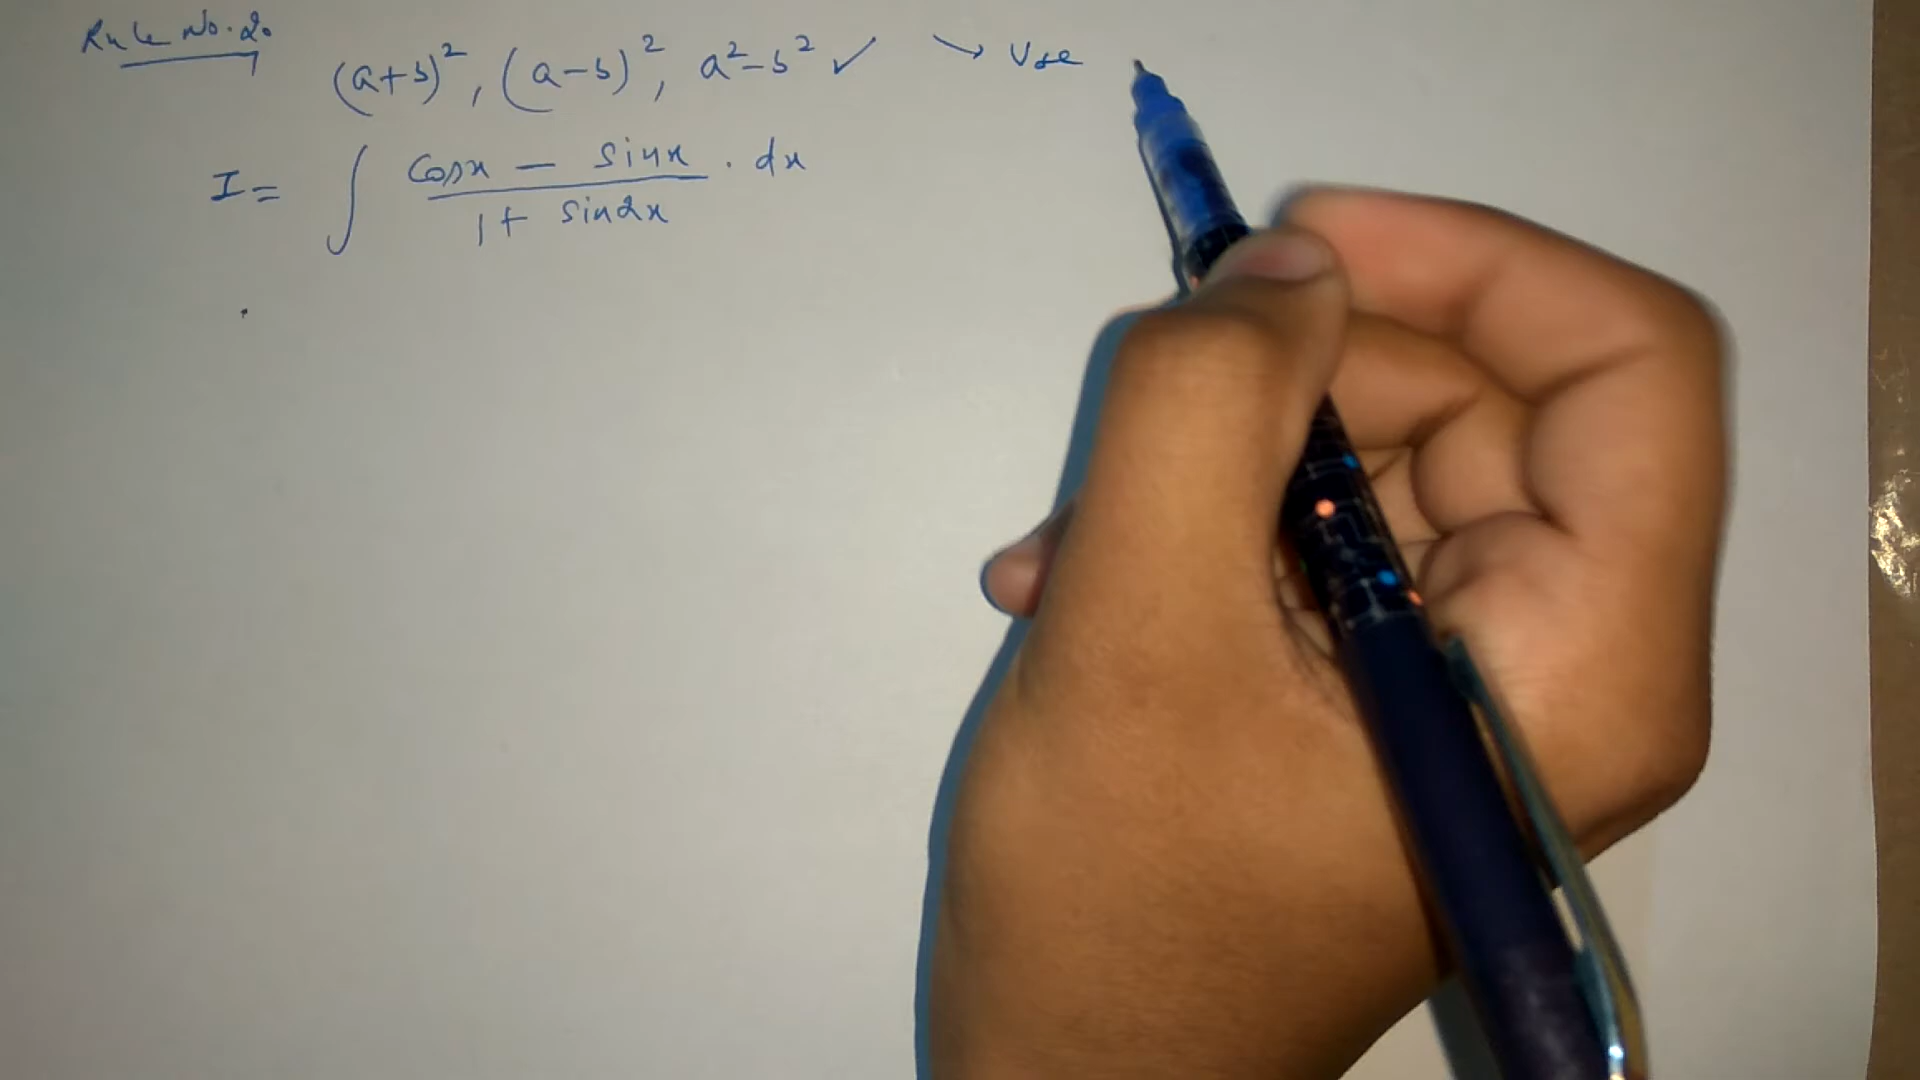 Rule No. 2.
(a+b)², (a-b)², a²-b² ✓ → Use
I = ∫ (cosx - sinx)/(1 + sin2x) . dx